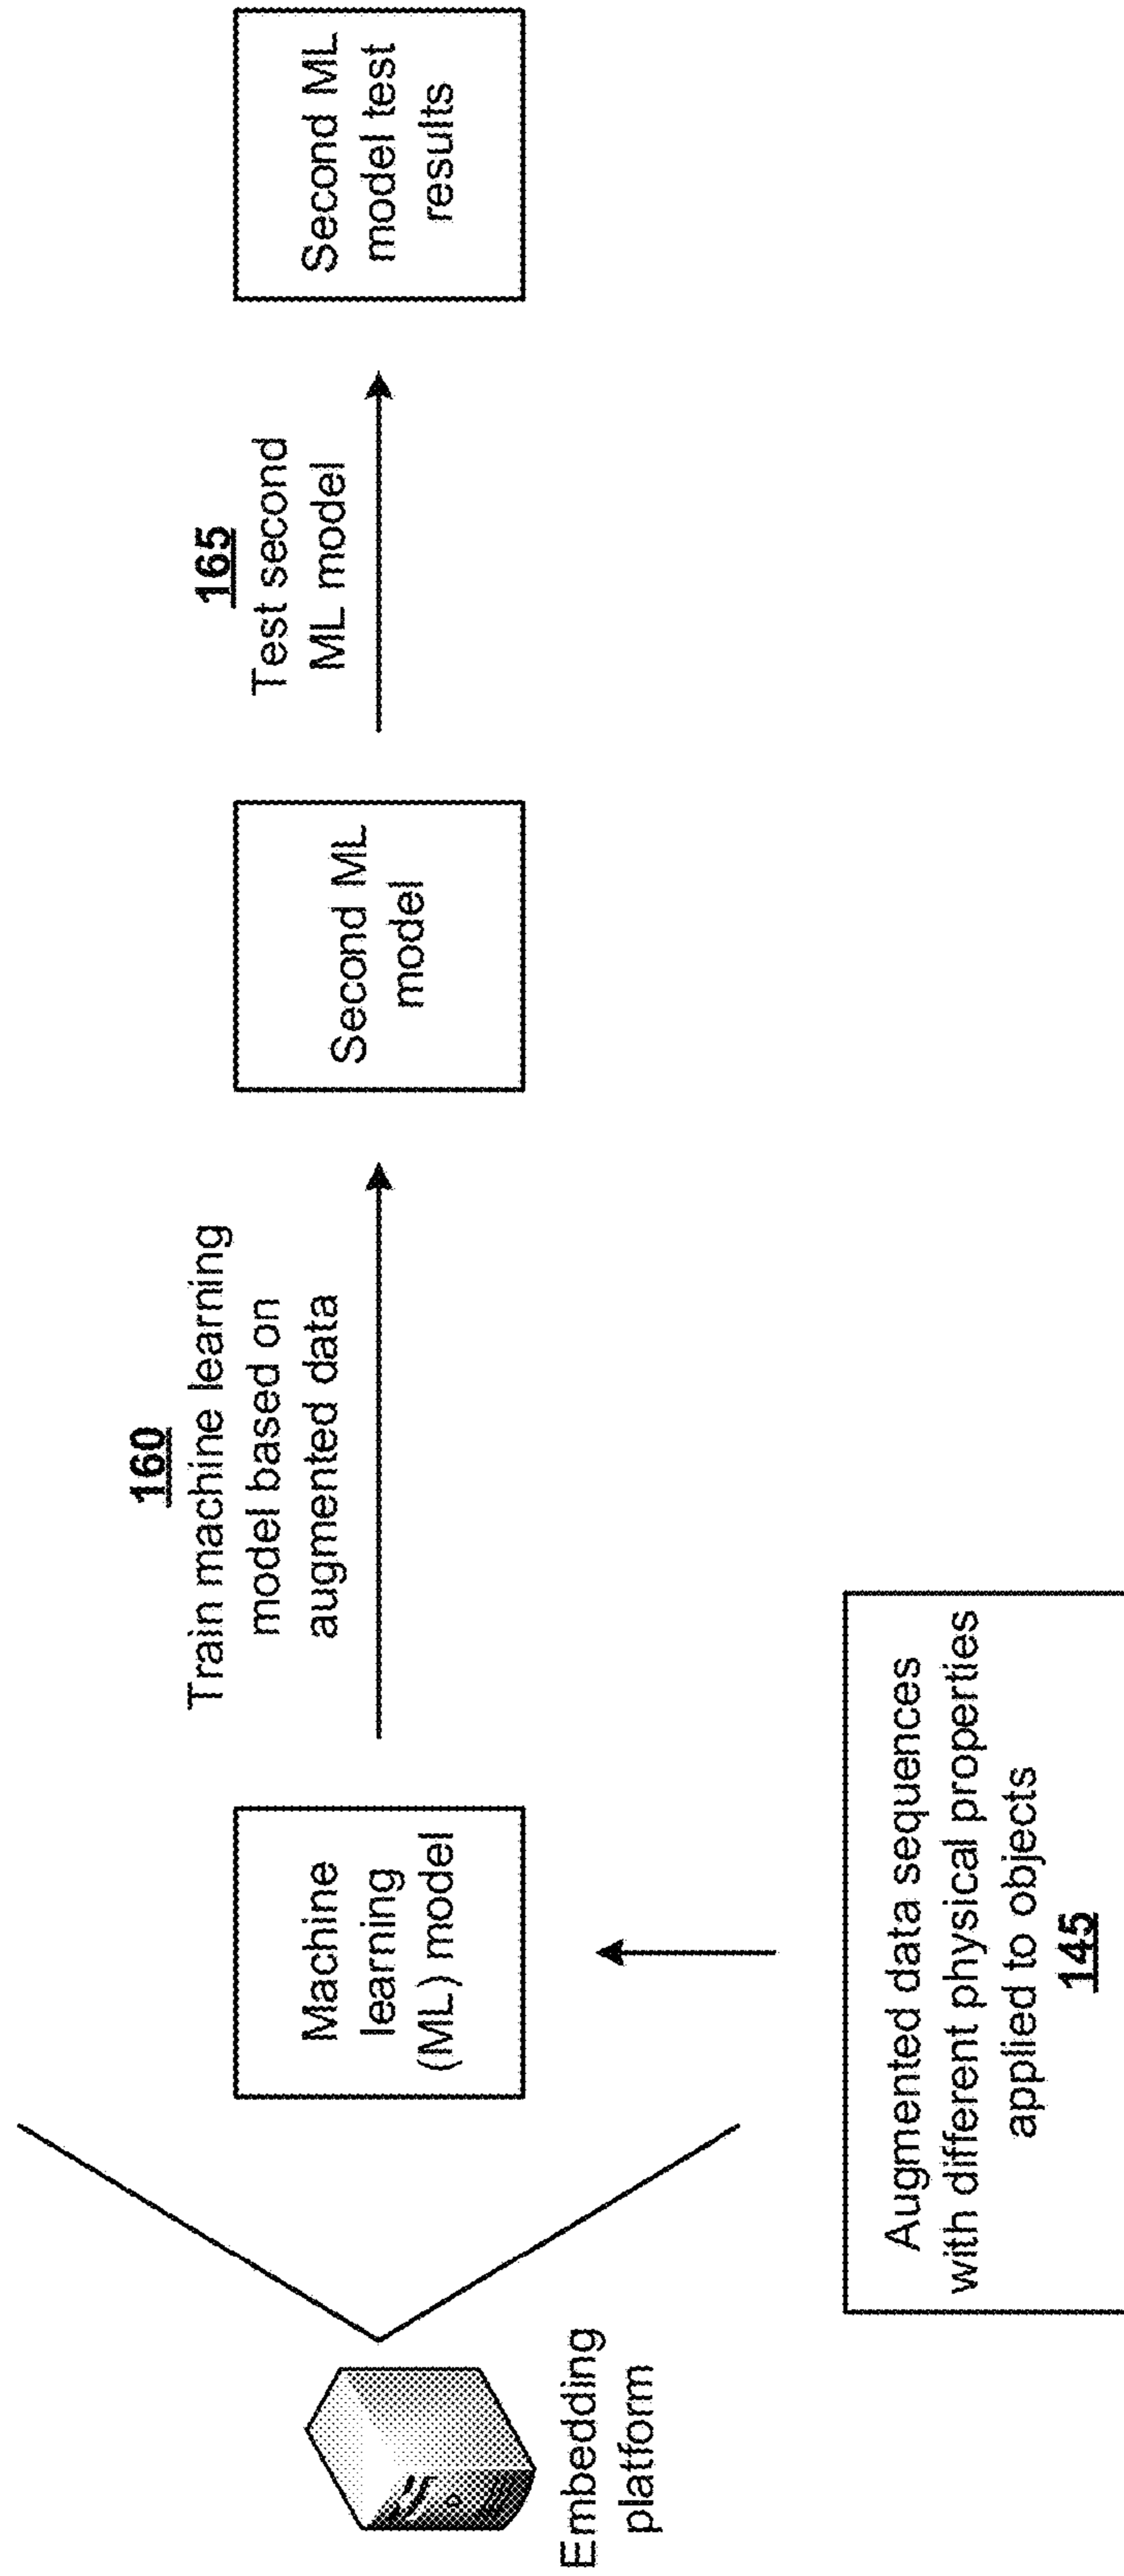 Embedding
platform
Machine
learning
(ML) model
Augmented data sequences
with different physical properties
applied to objects
145
160
Train machine learning
model based on
augmented data
Second ML
model
165
Test second
ML model
Second ML
model test
results